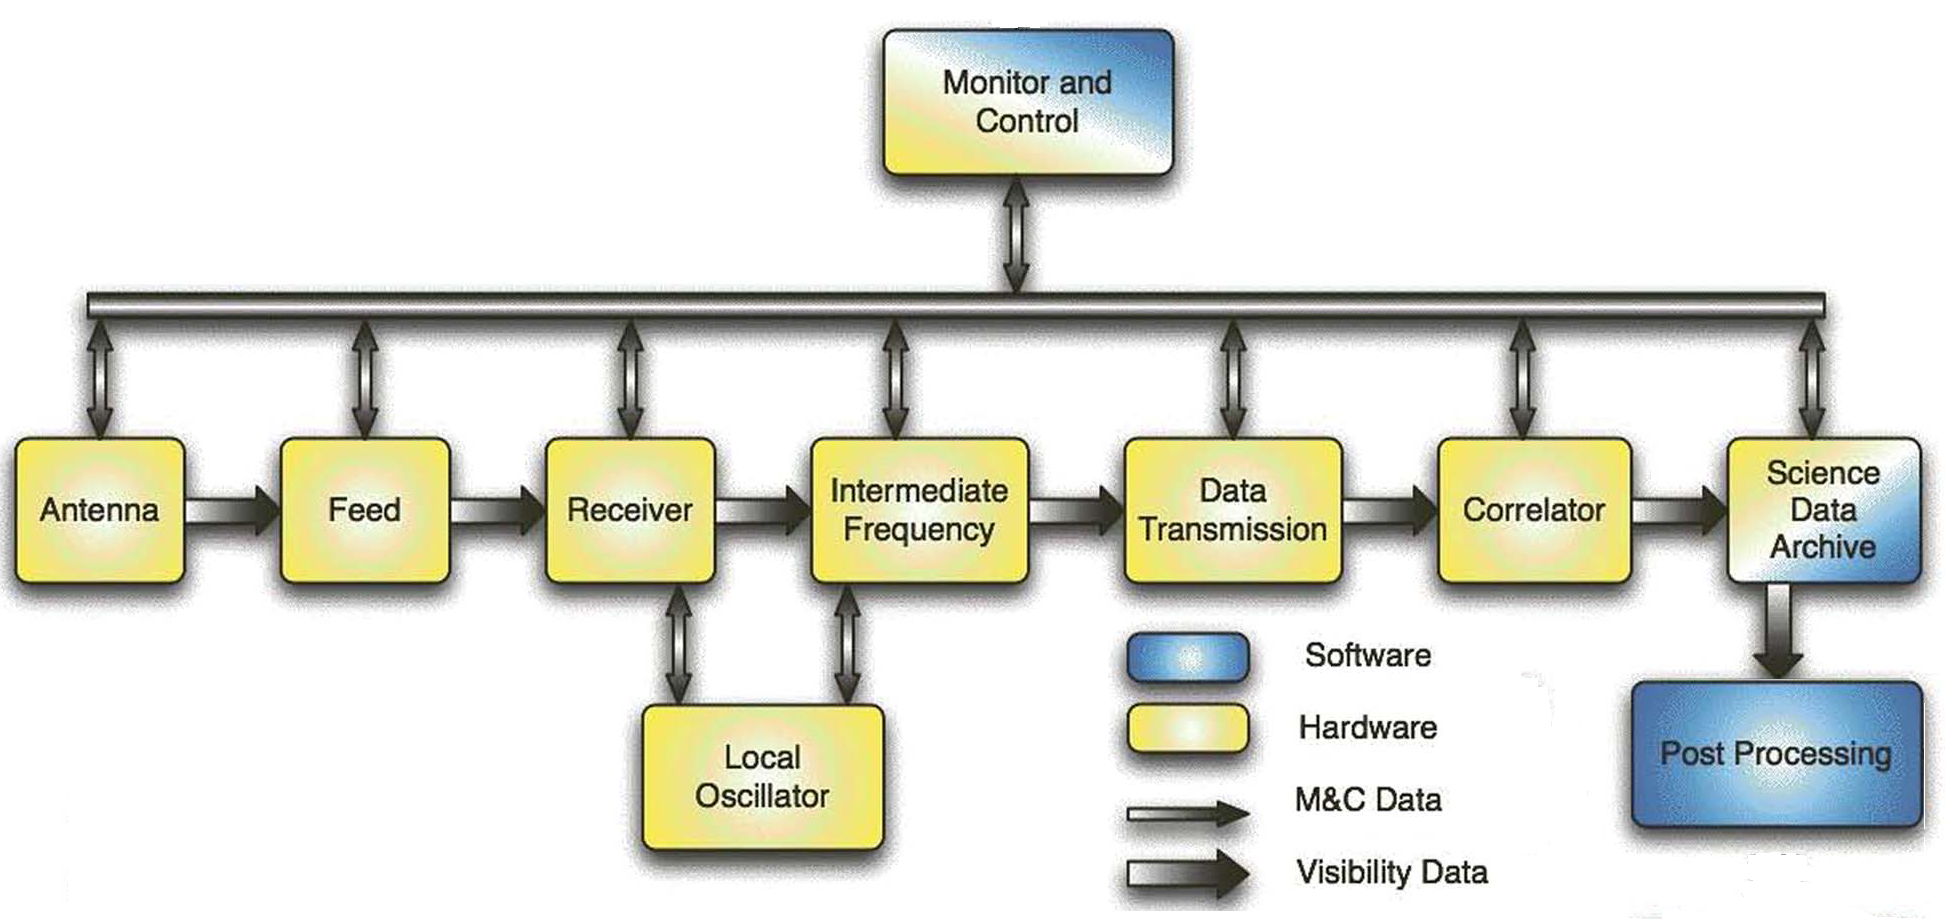 Monitor and
Control
Antenna
Feed
Receiver
Intermediate
Frequency
Data
Transmission
Correlator
Science
Data
Archive
Local
Oscillator
Software
Hardware
M&C Data
Visibility Data
Post Processing